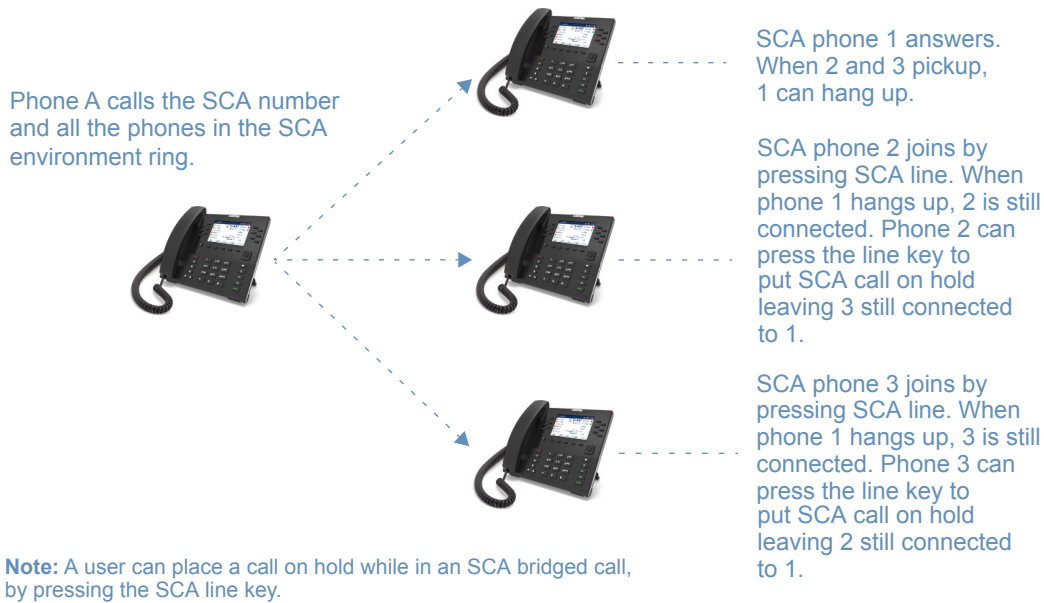 Phone A calls the SCA number
and all the phones in the SCA
environment ring.
SCA phone 1 answers.
When 2 and 3 pickup,
1 can hang up.
SCA phone 2 joins by
pressing SCA line. When
phone 1 hangs up, 2 is still
connected. Phone 2 can
press the line key to
put SCA call on hold
leaving 3 still connected
to 1.
SCA phone 3 joins by
pressing SCA line. When
phone 1 hangs up, 3 is still
connected. Phone 3 can
press the line key to
put SCA call on hold
leaving 2 still connected
to 1.
Note: A user can place a call on hold while in an SCA bridged call,
by pressing the SCA line key.